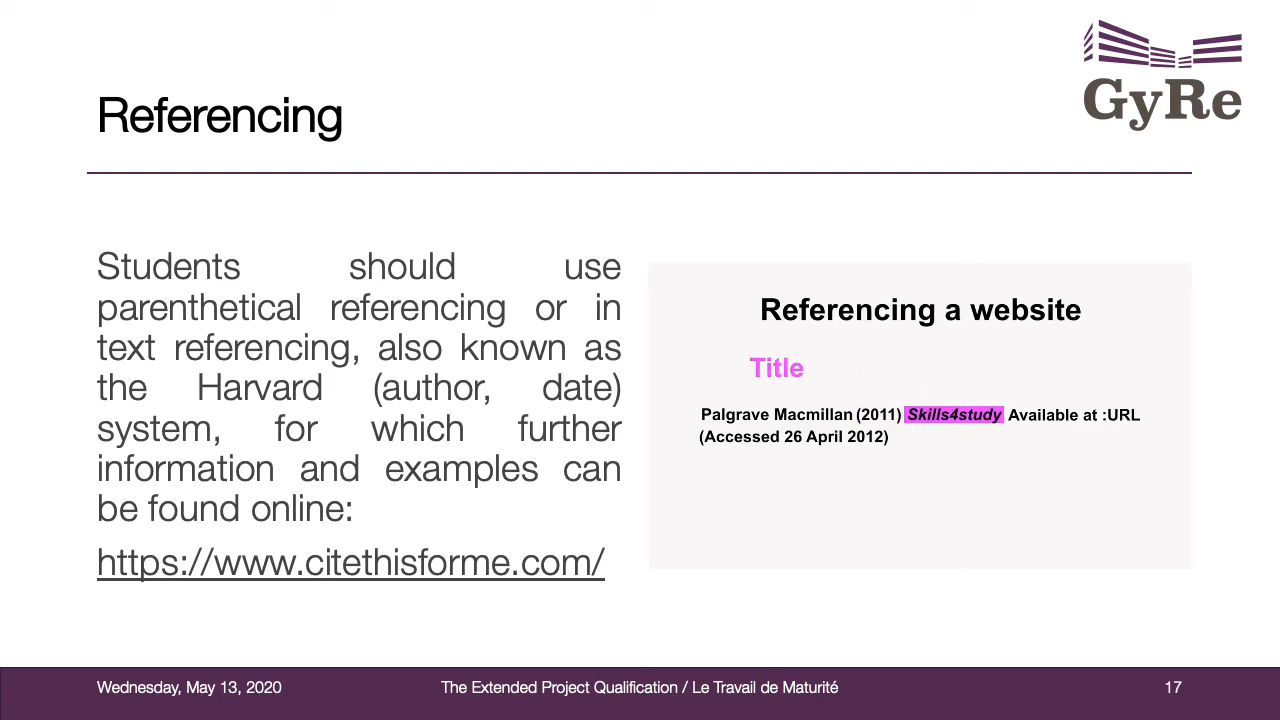 GyRe
Referencing
Students should use
parenthetical referencing or in
text referencing, also known as
the Harvard (author, date)
system, for which further
information and examples can
be found online:
https://www.citethisforme.com/
Referencing a website
Title
Palgrave Macmillan (2011) Skills4study Available at :URL
(Accessed 26 April 2012)
Wednesday, May 13, 2020
The Extended Project Qualification / Le Travail de Maturité
17